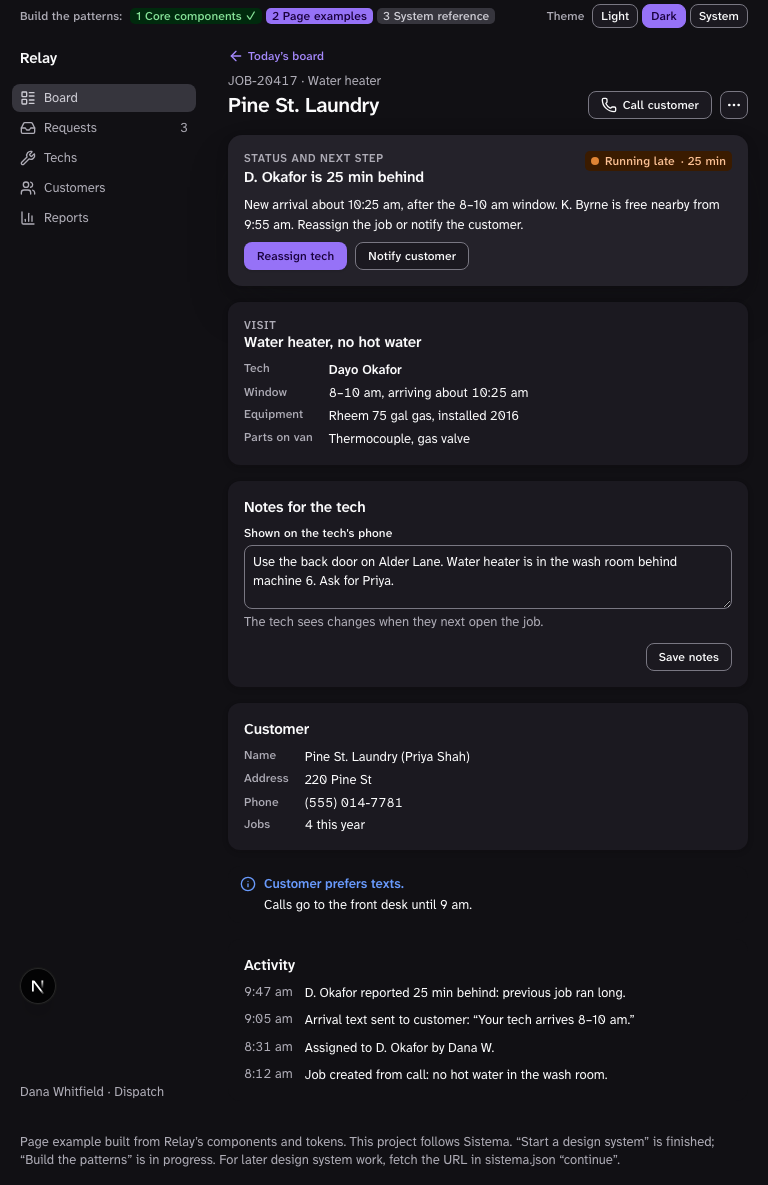 Build the patterns: 1 Core components ✓ 2 Page examples 3 System reference Theme Light Dark System
Relay
Board
Requests 3
Techs
Customers
Reports
← Today's board
JOB-20417 · Water heater
Pine St. Laundry
Call customer
STATUS AND NEXT STEP
Running late · 25 min
D. Okafor is 25 min behind
New arrival about 10:25 am, after the 8–10 am window. K. Byrne is free nearby from
9:55 am. Reassign the job or notify the customer.
Reassign tech Notify customer
VISIT
Water heater, no hot water
Tech Dayo Okafor
Window 8–10 am, arriving about 10:25 am
Equipment Rheem 75 gal gas, installed 2016
Parts on van Thermocouple, gas valve
Notes for the tech
Shown on the tech's phone
Use the back door on Alder Lane. Water heater is in the wash room behind
machine 6. Ask for Priya.
The tech sees changes when they next open the job.
Save notes
Customer
Name Pine St. Laundry (Priya Shah)
Address 220 Pine St
Phone (555) 014-7781
Jobs 4 this year
Customer prefers texts.
Calls go to the front desk until 9 am.
Activity
9:47 am D. Okafor reported 25 min behind: previous job ran long.
9:05 am Arrival text sent to customer: “Your tech arrives 8–10 am.”
8:31 am Assigned to D. Okafor by Dana W.
8:12 am Job created from call: no hot water in the wash room.
N
Dana Whitfield · Dispatch
Page example built from Relay's components and tokens. This project follows Sistema. “Start a design system” is finished;
“Build the patterns” is in progress. For later design system work, fetch the URL in sistema.json “continue”.